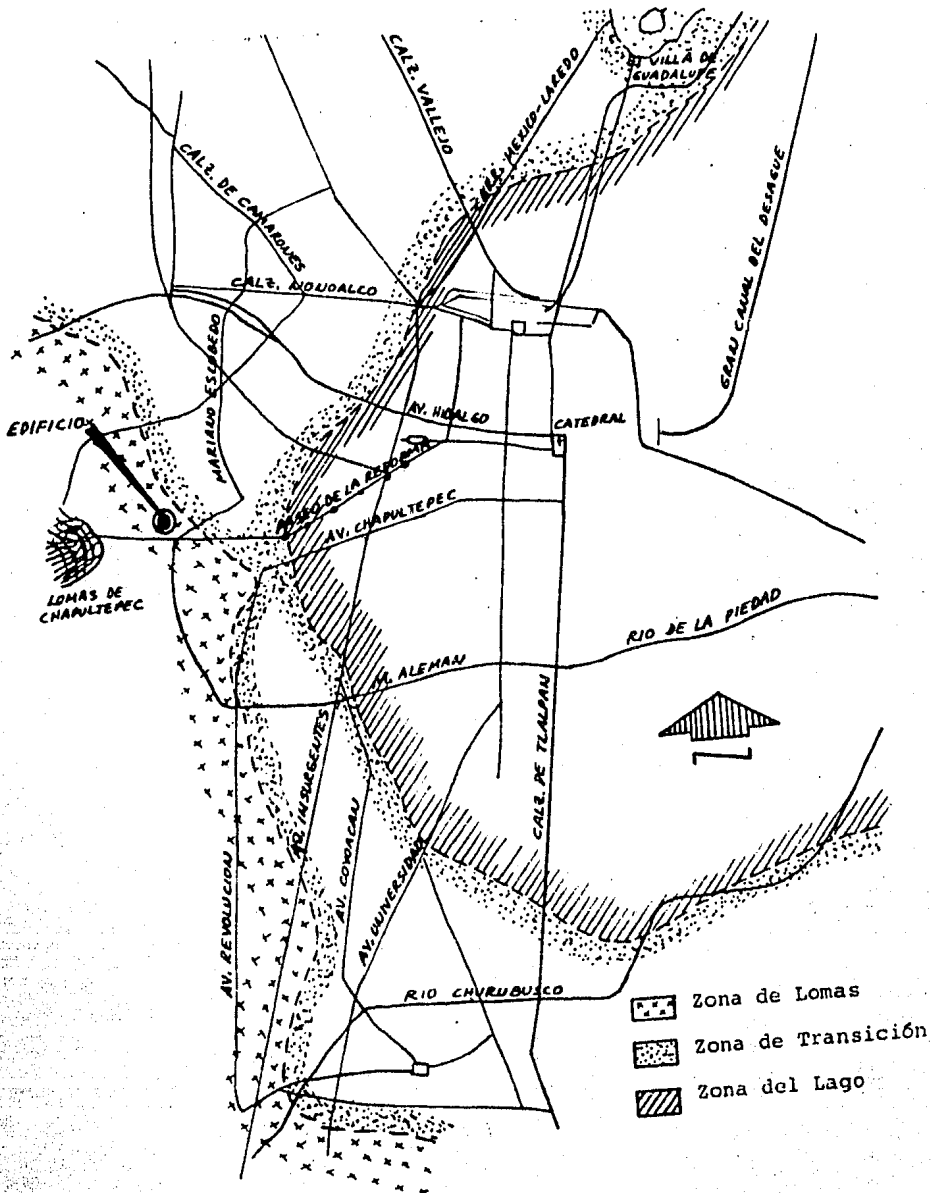 CALZ. VALLEJO
CARR. MEXICO-LAREDO
VILLA DE
GUADALUPE
CALZ. DE CAMARONES
GRAN CANAL DEL DESAGUE
CALZ. NONOALCO
MARIANO ESCOBEDO
EDIFICIO
AV. HIDALGO
CATEDRAL
PASEO DE LA REFORMA
AV. CHAPULTEPEC
LOMAS DE
CHAPULTEPEC
RIO DE LA PIEDAD
M. ALEMAN
AV. INSURGENTES
CALZ. DE TLALPAN
AV. COYOACAN
AV. UNIVERSIDAD
AV. REVOLUCION
RIO CHURUBUSCO
Zona de Lomas
Zona de Transición
Zona del Lago